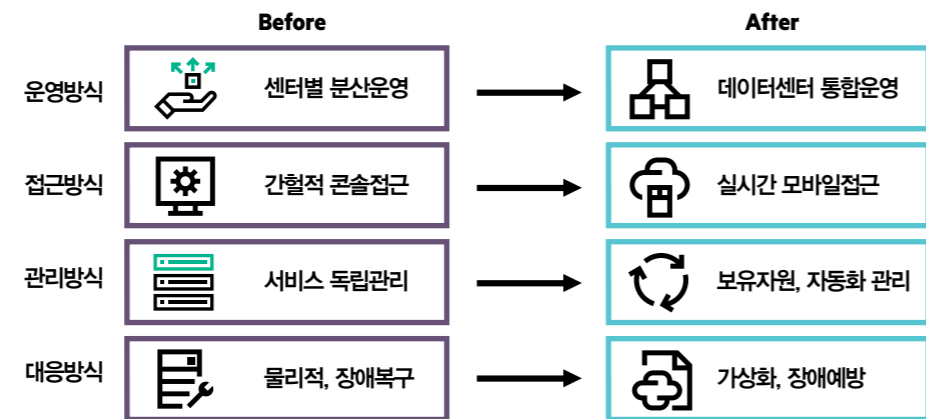 Before After
운영방식 센터별 분산운영 데이터센터 통합운영
접근방식 간헐적 콘솔접근 실시간 모바일접근
관리방식 서비스 독립관리 보유자원, 자동화 관리
대응방식 물리적, 장애복구 가상화, 장애예방